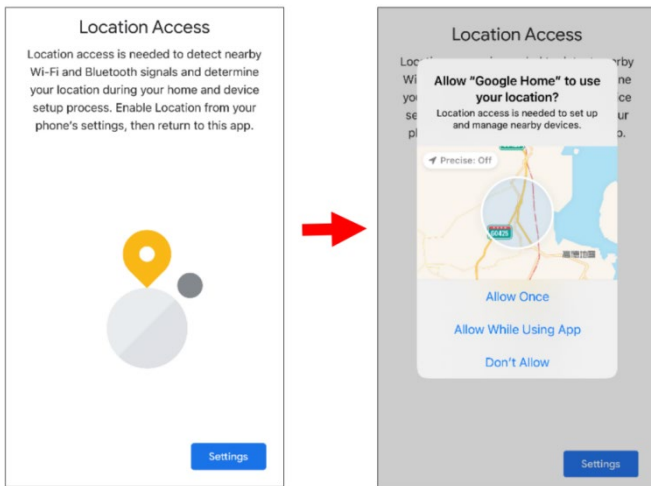 Location Access
Location access is needed to detect nearby
Wi-Fi and Bluetooth signals and determine
your location during your home and device
setup process. Enable Location from your
phone's settings, then return to this app.
Settings
Location Access
Allow "Google Home" to use
your location?
Location access is needed to set up
and manage nearby devices.
Precise: Off
Allow Once
Allow While Using App
Don't Allow
Settings